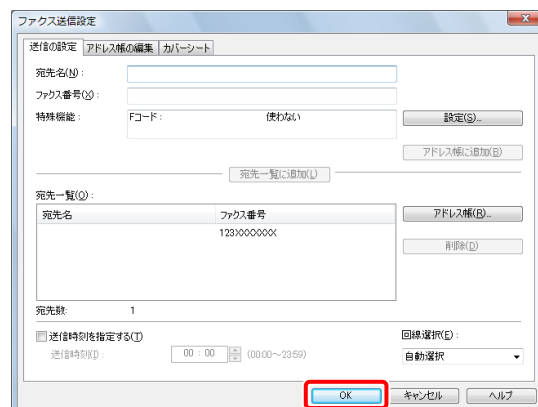 ファクス送信設定
送信の設定 アドレス帳の編集 カバーシート
宛先名(N):
ファクス番号(X):
特殊機能: Fコード: 使わない 設定(S)...
アドレス帳に追加(B)
宛先一覧に追加(L)
宛先一覧(O):
宛先名 ファクス番号 アドレス帳(R)...
123XXXXXXX
削除(D)
宛先数: 1
送信時刻を指定する(T) 回線選択(E):
送信時刻(I): 00 : 00 (00:00～23:59) 自動選択
OK キャンセル ヘルプ